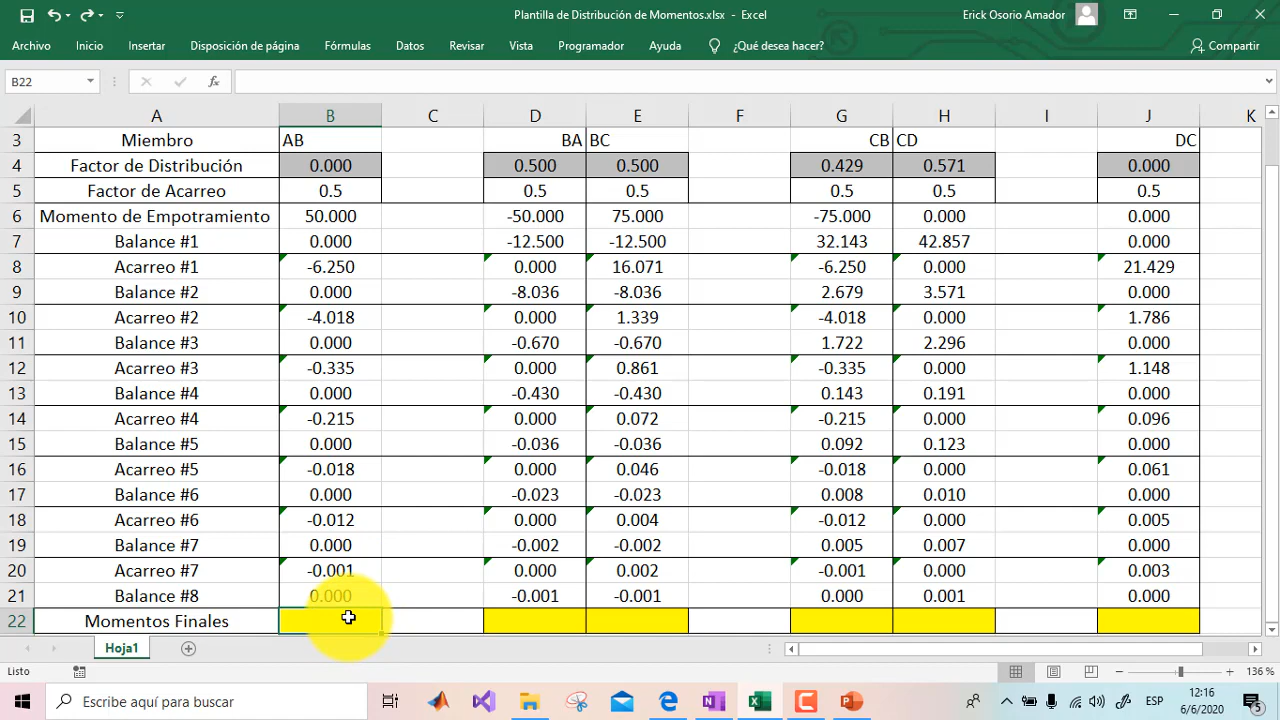 Plantilla de Distribución de Momentos.xlsx - Excel
Erick Osorio Amador
Archivo Inicio Insertar Disposición de página Fórmulas Datos Revisar Vista Programador Ayuda ¿Qué desea hacer? Compartir
B22 fx
A B C D E F G H I J K
3 Miembro AB BA BC CB CD DC
4 Factor de Distribución 0.000 0.500 0.500 0.429 0.571 0.000
5 Factor de Acarreo 0.5 0.5 0.5 0.5 0.5 0.5
6 Momento de Empotramiento 50.000 -50.000 75.000 -75.000 0.000 0.000
7 Balance #1 0.000 -12.500 -12.500 32.143 42.857 0.000
8 Acarreo #1 -6.250 0.000 16.071 -6.250 0.000 21.429
9 Balance #2 0.000 -8.036 -8.036 2.679 3.571 0.000
10 Acarreo #2 -4.018 0.000 1.339 -4.018 0.000 1.786
11 Balance #3 0.000 -0.670 -0.670 1.722 2.296 0.000
12 Acarreo #3 -0.335 0.000 0.861 -0.335 0.000 1.148
13 Balance #4 0.000 -0.430 -0.430 0.143 0.191 0.000
14 Acarreo #4 -0.215 0.000 0.072 -0.215 0.000 0.096
15 Balance #5 0.000 -0.036 -0.036 0.092 0.123 0.000
16 Acarreo #5 -0.018 0.000 0.046 -0.018 0.000 0.061
17 Balance #6 0.000 -0.023 -0.023 0.008 0.010 0.000
18 Acarreo #6 -0.012 0.000 0.004 -0.012 0.000 0.005
19 Balance #7 0.000 -0.002 -0.002 0.005 0.007 0.000
20 Acarreo #7 -0.001 0.000 0.002 -0.001 0.000 0.003
21 Balance #8 0.000 -0.001 -0.001 0.000 0.001 0.000
22 Momentos Finales
Hoja1
Listo 136 %
Escribe aquí para buscar ESP 12:16
6/6/2020 5